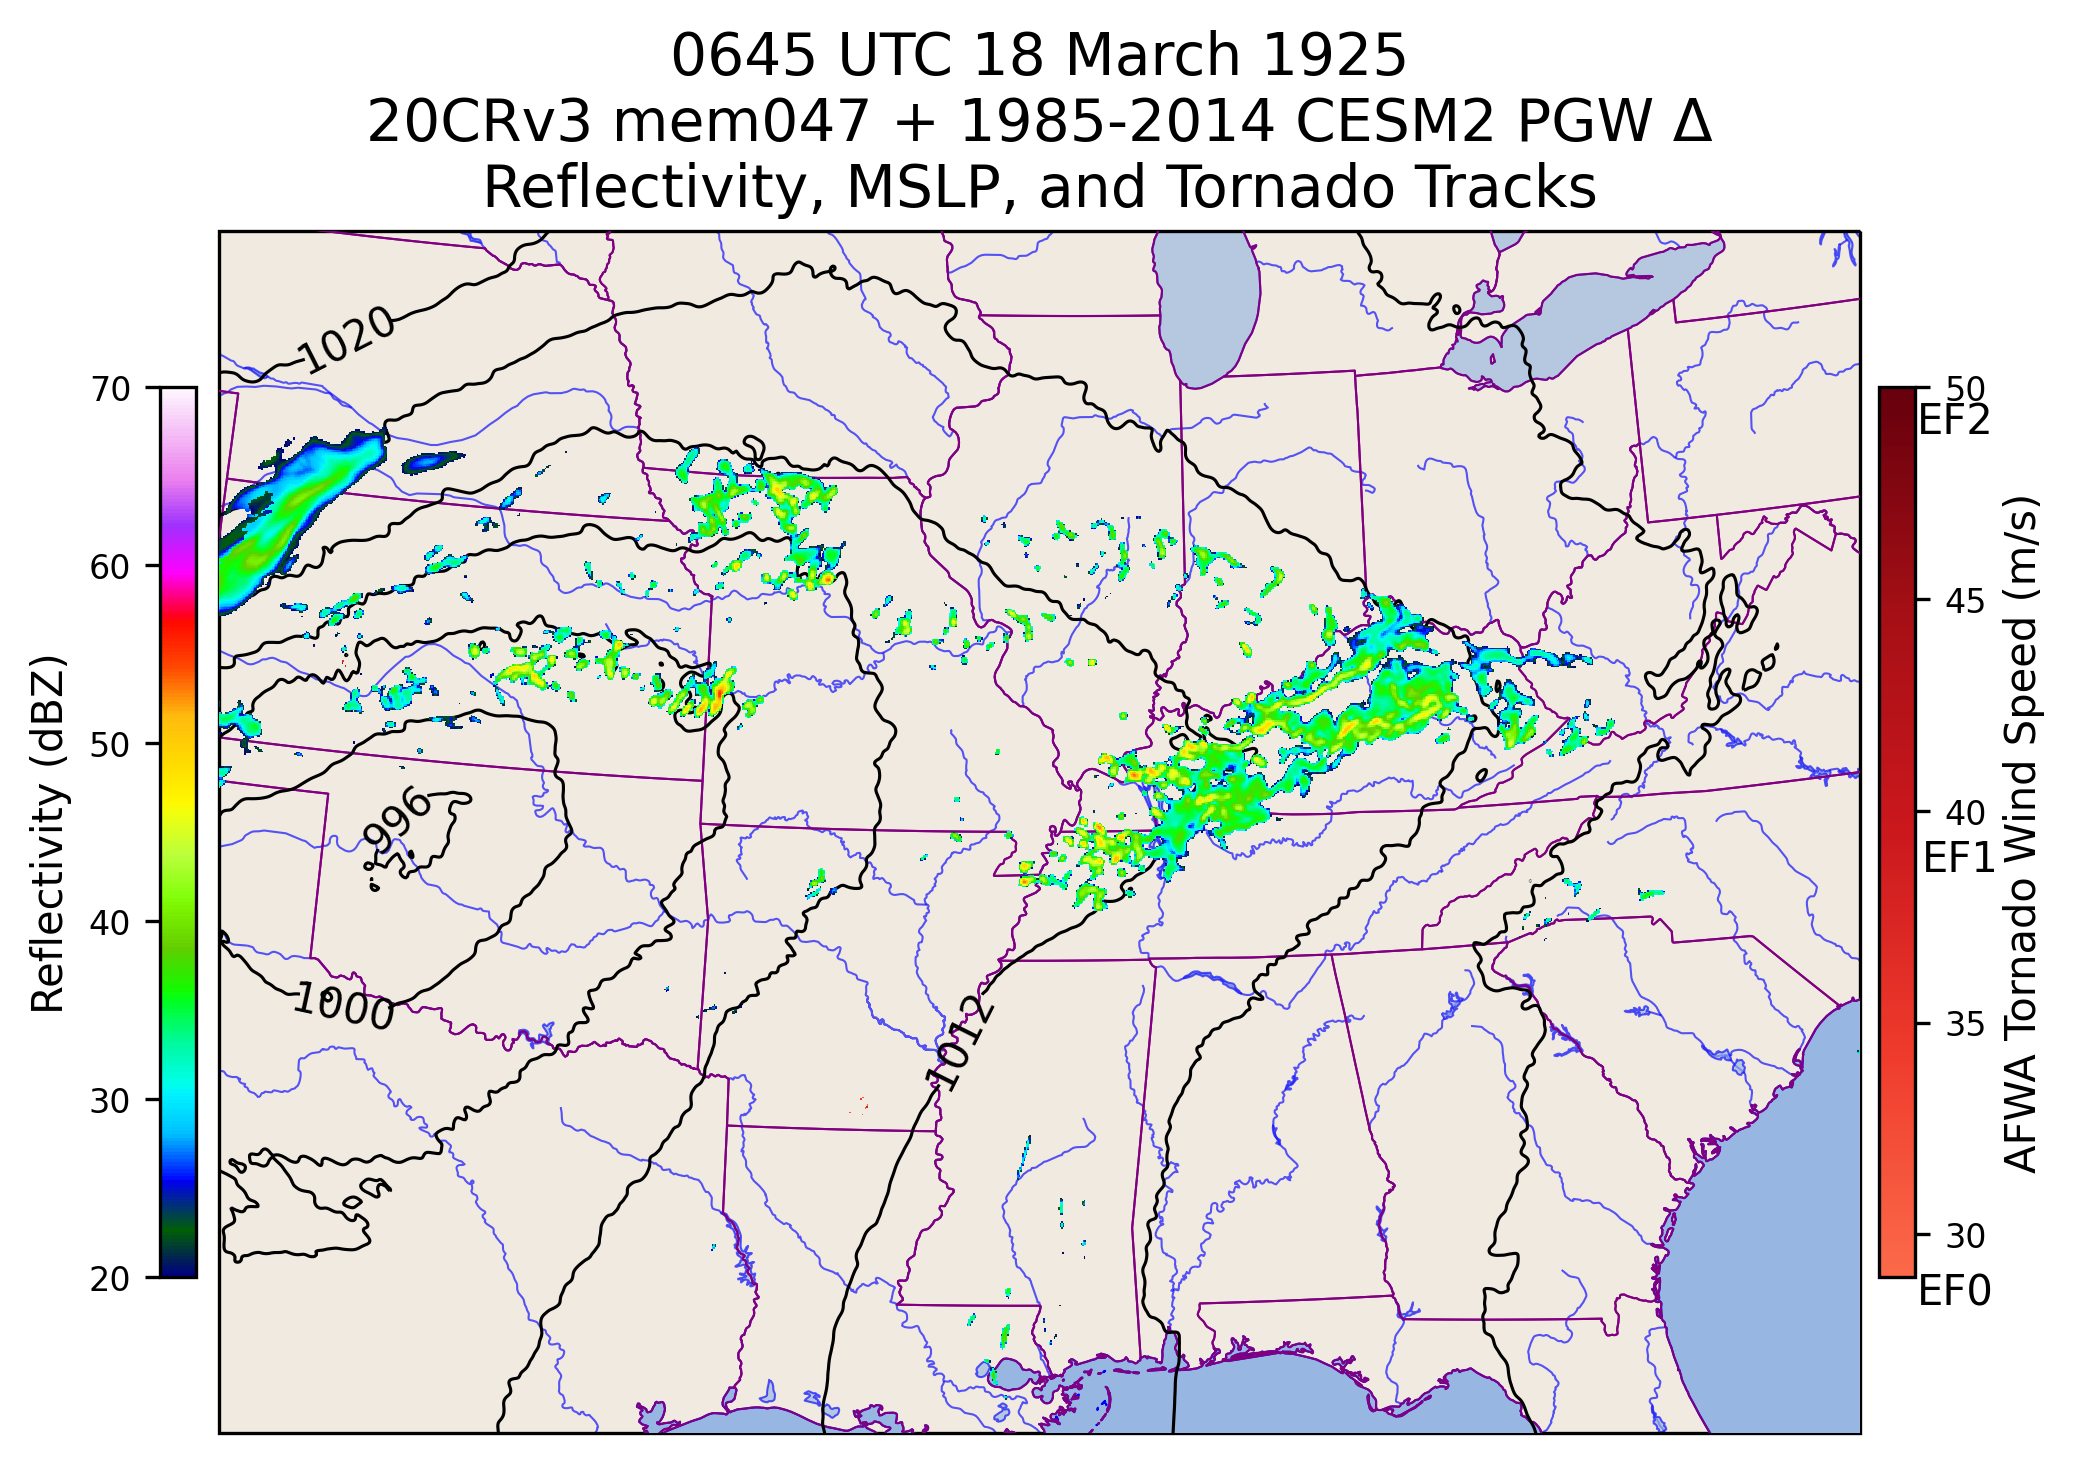 0645 UTC 18 March 1925
20CRv3 mem047 + 1985-2014 CESM2 PGW Δ
Reflectivity, MSLP, and Tornado Tracks
1020
996
1000
1012
70
60
50
40
30
20
Reflectivity (dBZ)
50
EF2
45
40
EF1
35
30
EF0
AFWA Tornado Wind Speed (m/s)